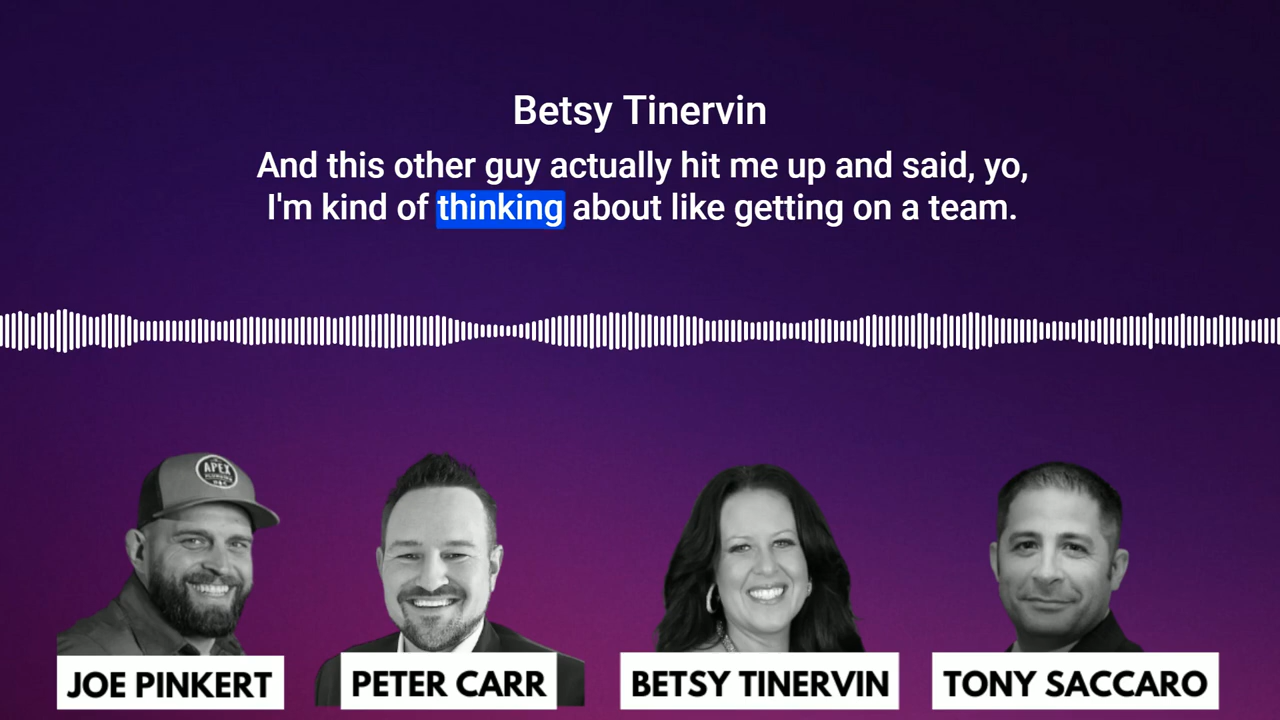 Betsy Tinervin
And this other guy actually hit me up and said, yo,
I'm kind of thinking about like getting on a team.
APEX
JOE PINKERT
PETER CARR
BETSY TINERVIN
TONY SACCARO